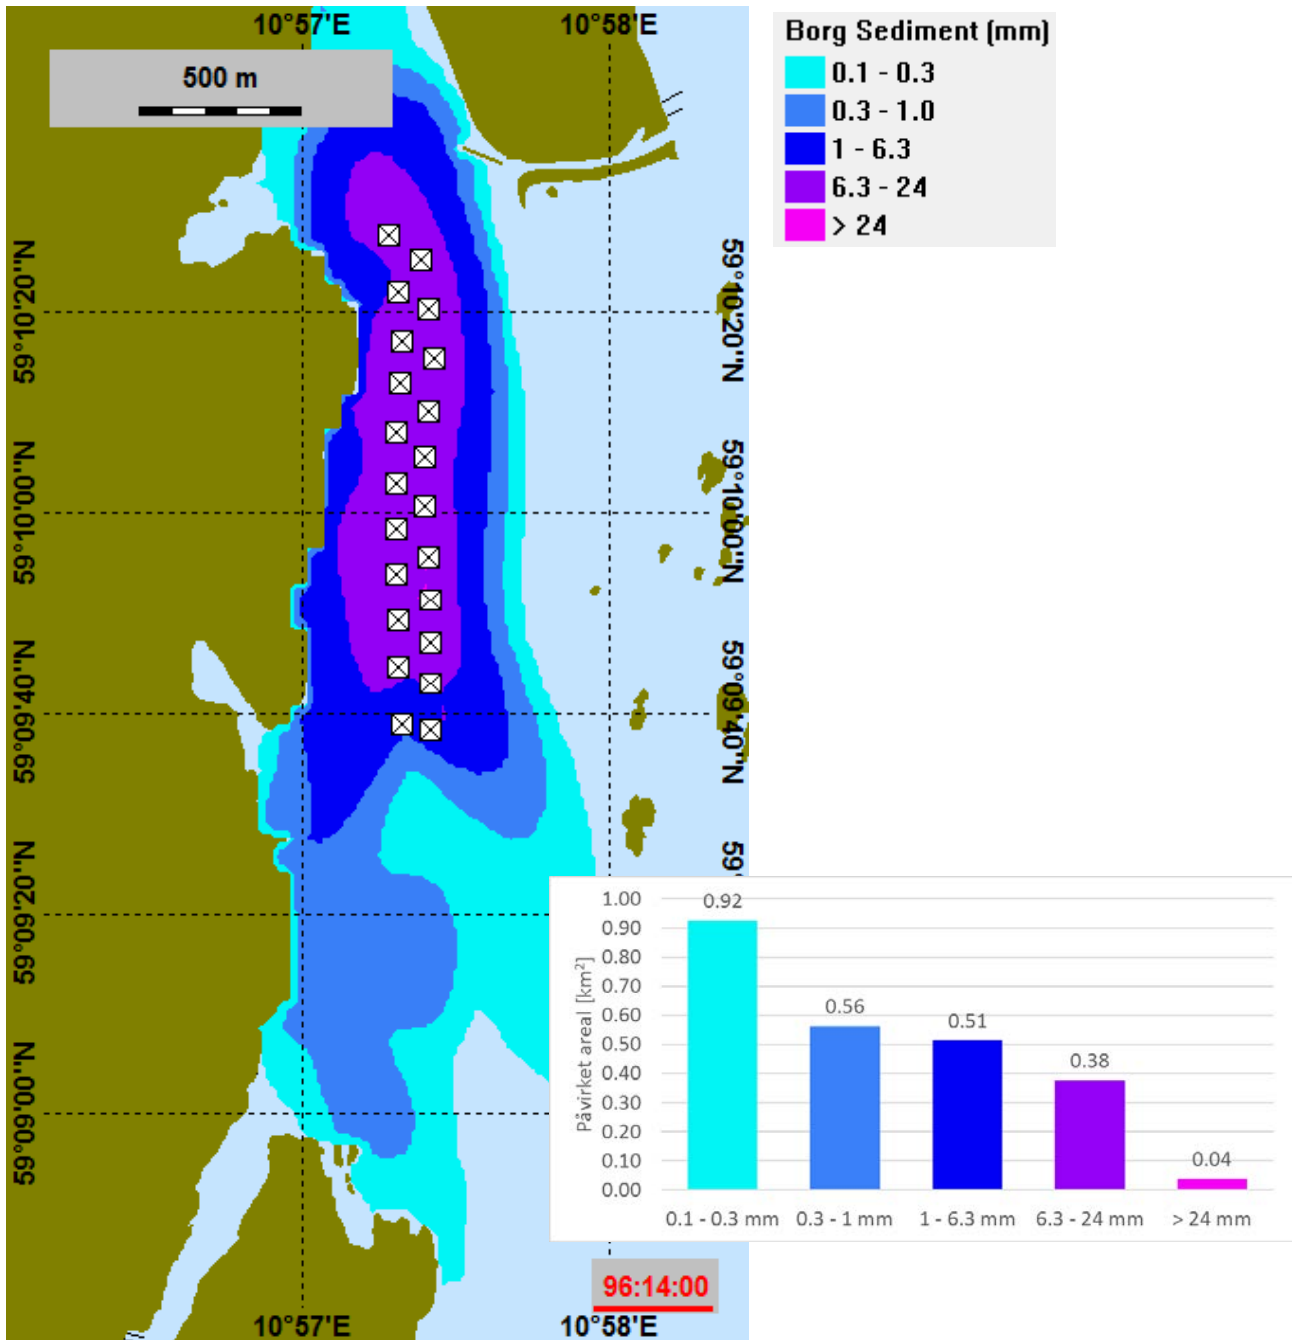 10°57'E
10°58'E
500 m
Borg Sediment (mm)
0.1 - 0.3
0.3 - 1.0
1 - 6.3
6.3 - 24
> 24
59°10'20"N
59°10'20"N
59°10'00"N
59°10'00"N
59°09'40"N
59°09'40"N
59°09'20"N
59°
59°09'00"N
Påvirket areal [km²]
1.00
0.90
0.80
0.70
0.60
0.50
0.40
0.30
0.20
0.10
0.00
0.92
0.56
0.51
0.38
0.04
0.1 - 0.3 mm
0.3 - 1 mm
1 - 6.3 mm
6.3 - 24 mm
> 24 mm
96:14:00
10°57'E
10°58'E